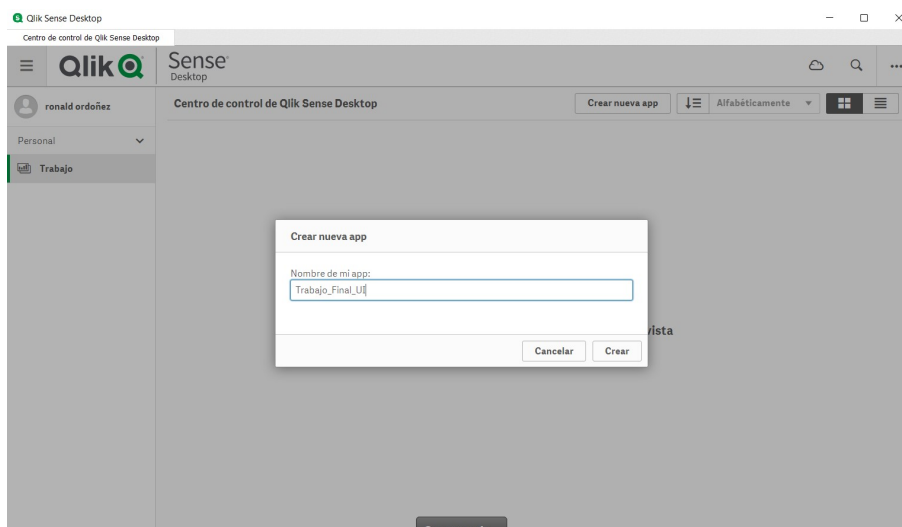 Qlik Sense Desktop
Centro de control de Qlik Sense Desktop
Qlik Sense
Desktop
ronald ordoñez
Centro de control de Qlik Sense Desktop
Crear nueva app
Alfabéticamente
Personal
Trabajo
Crear nueva app
Nombre de mi app:
Trabajo_Final_UI
vista
Cancelar
Crear